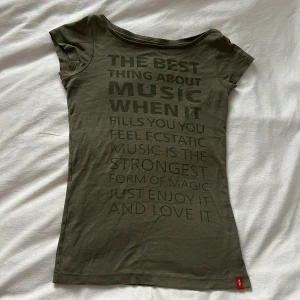 THE BEST
THING ABOUT
MUSIC
WHEN IT
FILLS YOU YOU
FEEL ECSTATIC
MUSIC IS THE
STRONGEST
FORM OF MAGIC
JUST ENJOY IT
AND LOVE IT